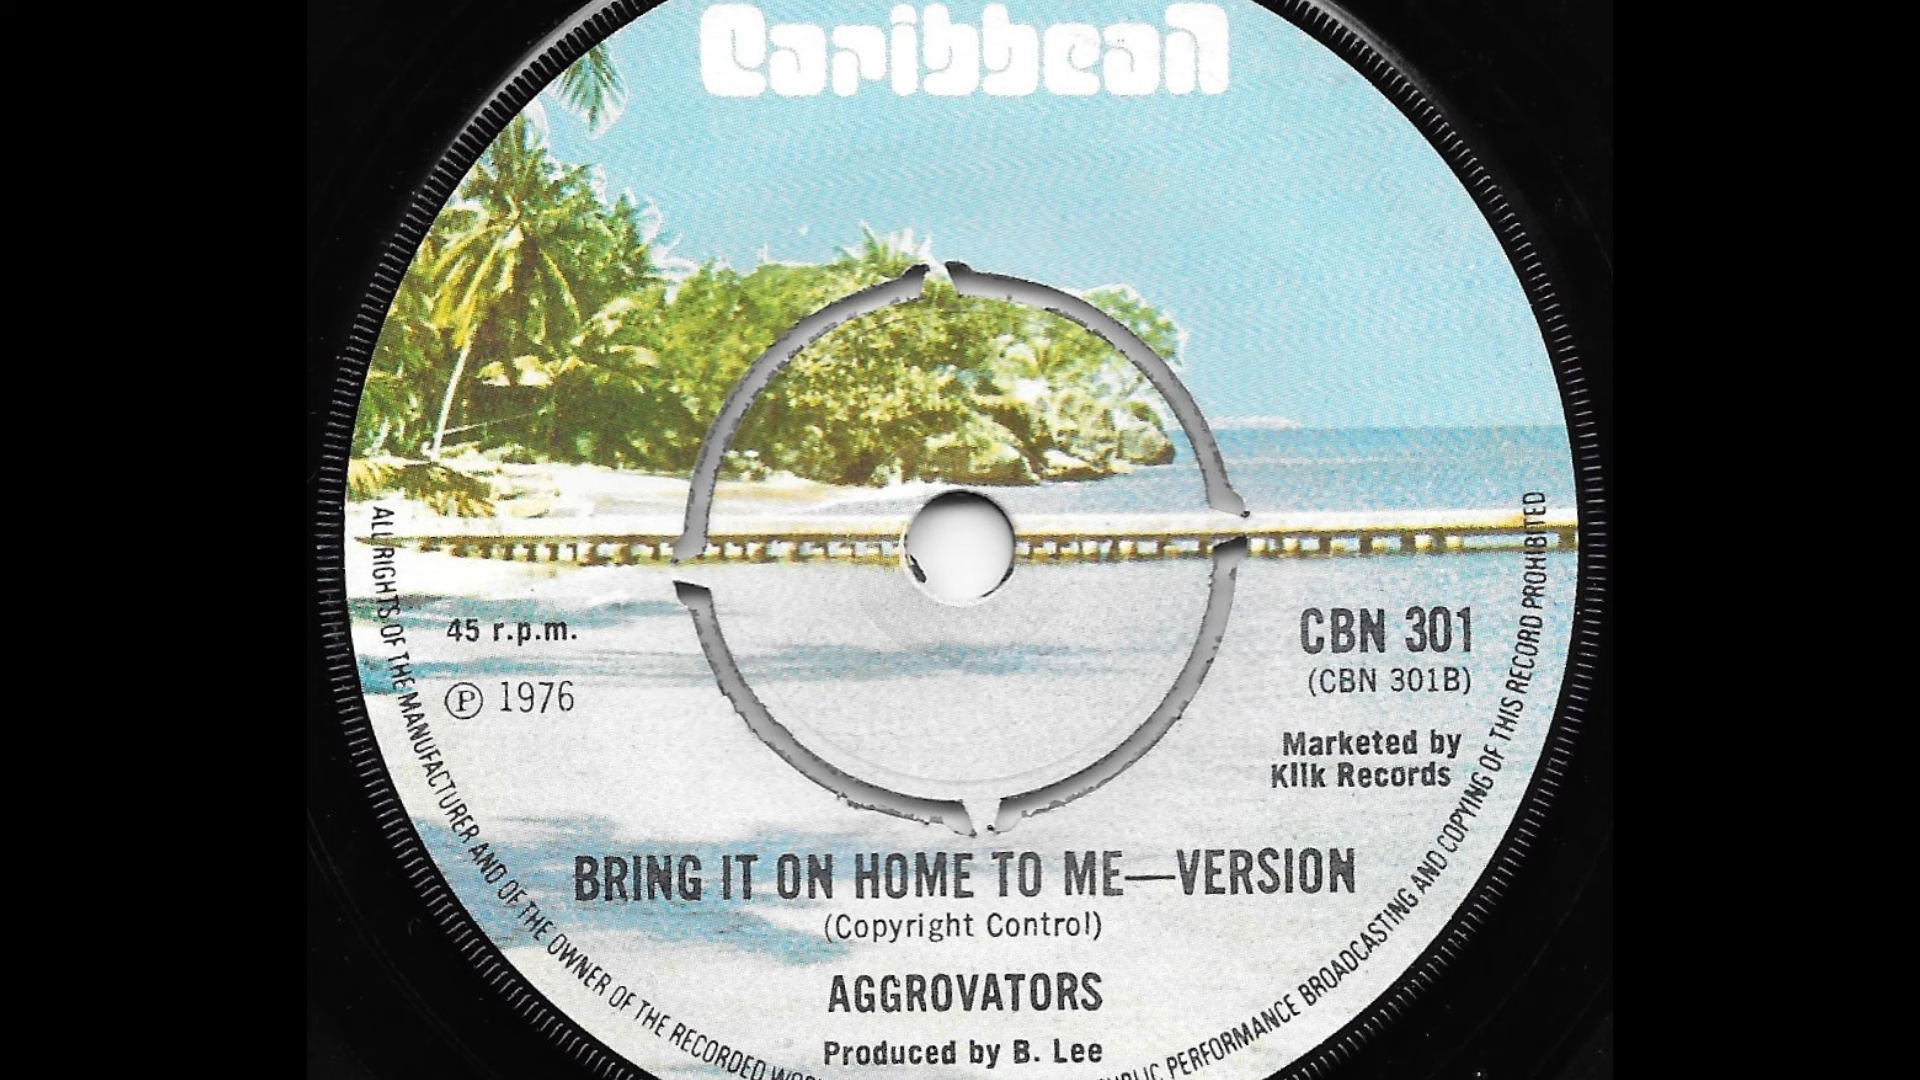 Caribbean
45 r.p.m.
Ⓟ 1976
CBN 301
(CBN 301B)
Marketed by
Klik Records
BRING IT ON HOME TO ME—VERSION
(Copyright Control)
AGGROVATORS
Produced by B. Lee
ALL RIGHTS OF THE MANUFACTURER AND OF THE OWNER OF THE RECORDED
PERFORMANCE BROADCASTING AND COPYING OF THIS RECORD PROHIBITED